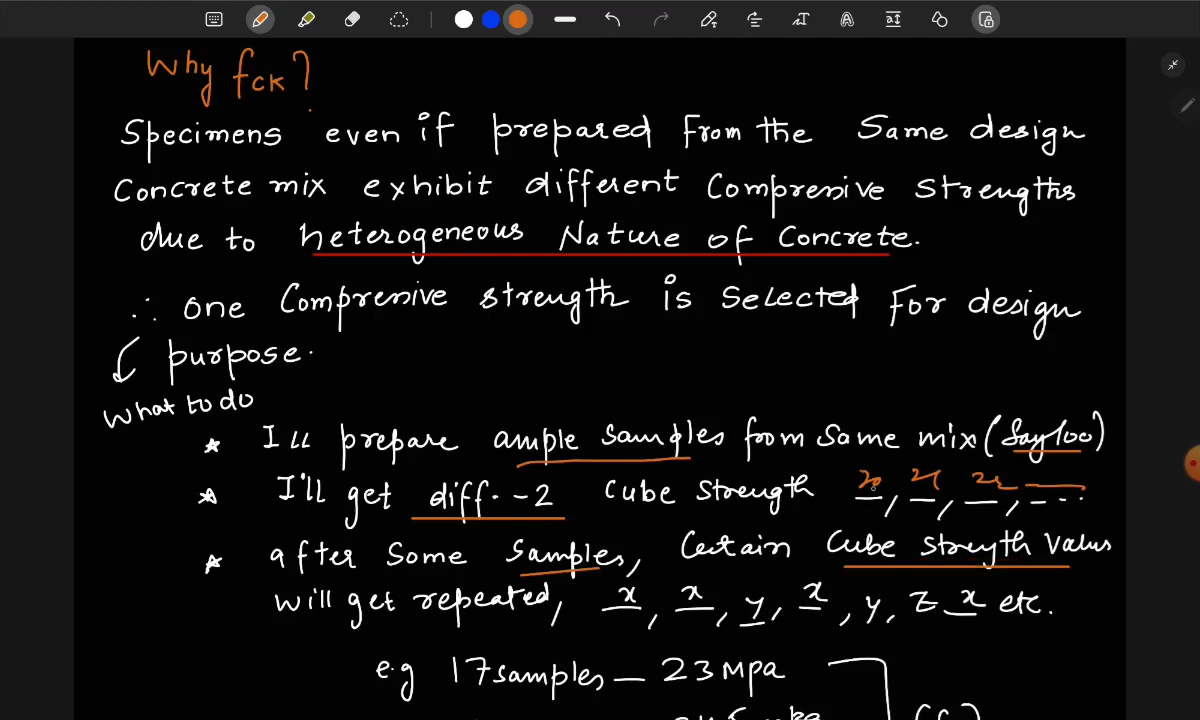 Why fck?
Specimens even if prepared from the same design
Concrete mix exhibit different Compressive Strengths
due to heterogeneous Nature of Concrete.
∴ one Compressive strength is selected for design
purpose.
What to do
* I'll prepare ample samples from same mix (Say 100)
* I'll get diff.-2 cube strength 20, 21, 22, --..
* after some samples, Certain cube strength values
will get repeated, x, x, y, x, y, z x etc.
e.g 17 samples — 23 MPa